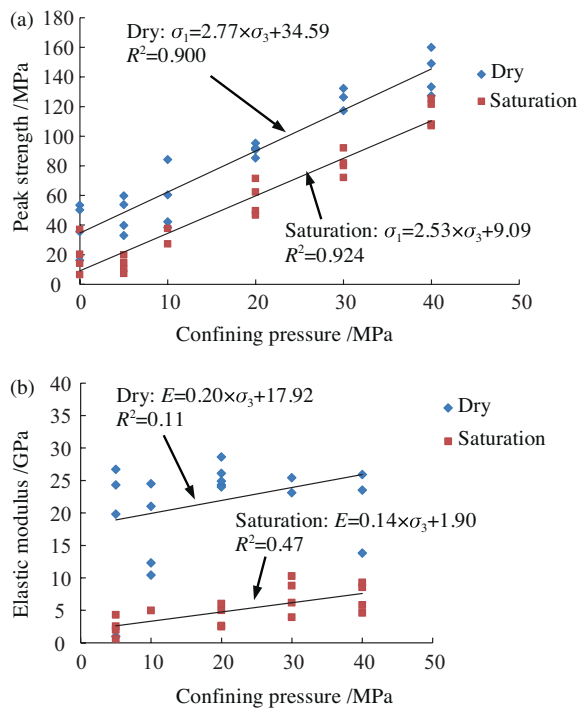 (a)
180
160
140
120
100
80
60
40
20
0
Peak strength /MPa
Dry: σ₁=2.77×σ₃+34.59
R²=0.900
Dry
Saturation
Saturation: σ₁=2.53×σ₃+9.09
R²=0.924
0 10 20 30 40 50
Confining pressure /MPa
(b)
40
35
30
25
20
15
10
5
0
Elastic modulus /GPa
Dry: E=0.20×σ₃+17.92
R²=0.11
Dry
Saturation
Saturation: E=0.14×σ₃+1.90
R²=0.47
0 10 20 30 40 50
Confining pressure /MPa